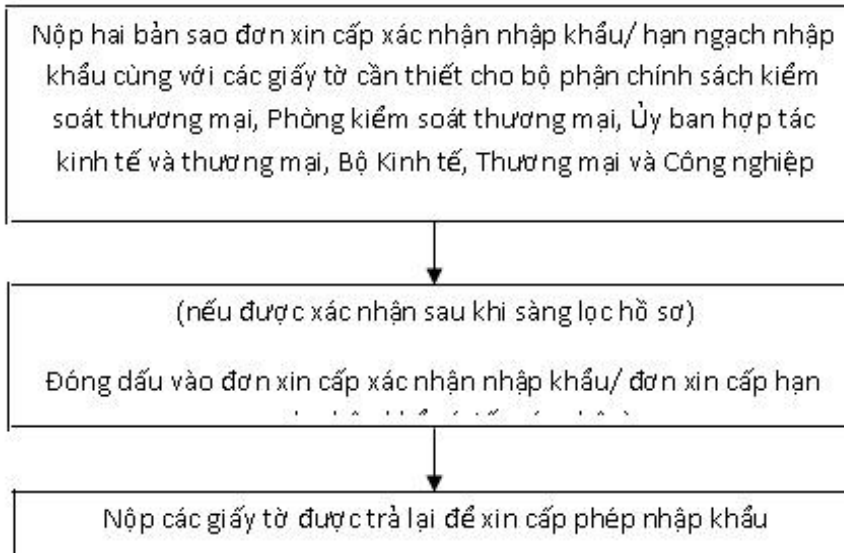 Nộp hai bản sao đơn xin cấp xác nhận nhập khẩu/ hạn ngạch nhập
khẩu cùng với các giấy tờ cần thiết cho bộ phận chính sách kiểm
soát thương mại, Phòng kiểm soát thương mại, Ủy ban hợp tác
kinh tế và thương mại, Bộ Kinh tế, Thương mại và Công nghiệp
(nếu được xác nhận sau khi sàng lọc hồ sơ)
Đóng dấu vào đơn xin cấp xác nhận nhập khẩu/ đơn xin cấp hạn
Nộp các giấy tờ được trả lại để xin cấp phép nhập khẩu